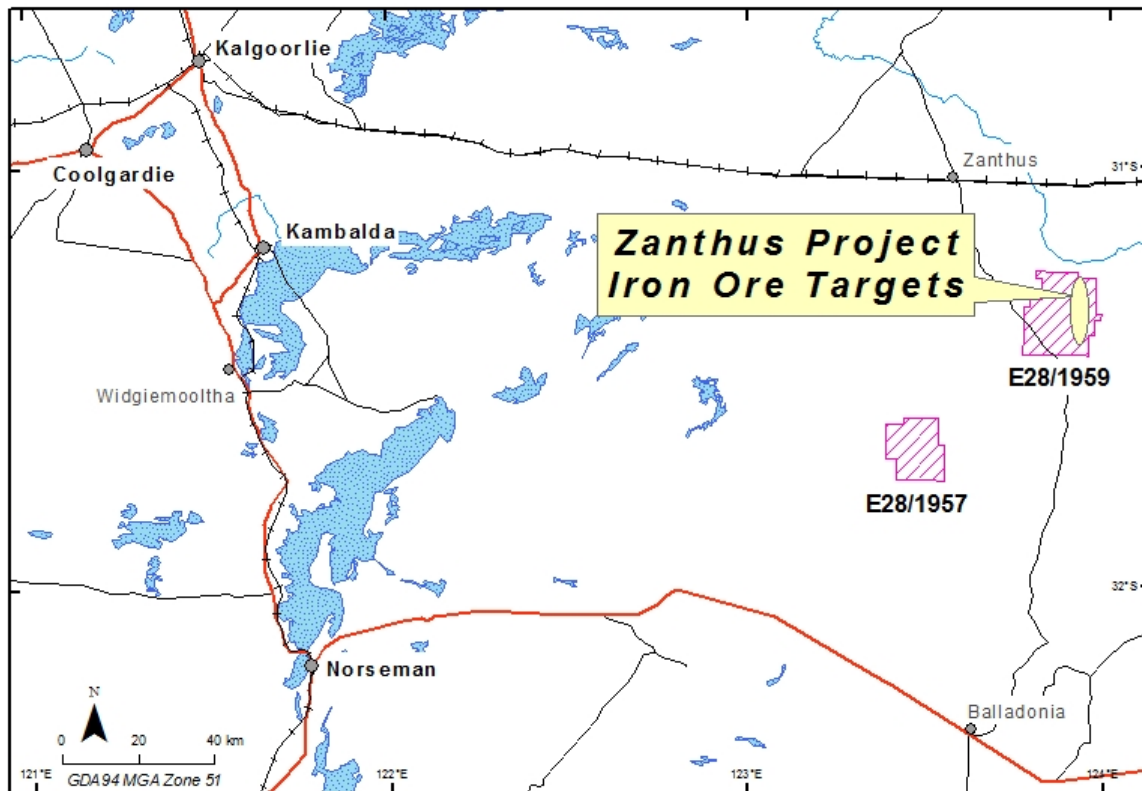 Kalgoorlie
Zanthus
31°S
Coolgardie
Kambalda
Zanthus Project
Iron Ore Targets
E28/1959
Widgiemooltha
E28/1957
32°S
Norseman
Balladonia
N
0 20 40 km
GDA94 MGA Zone 51
121°E
122°E
123°E
124°E